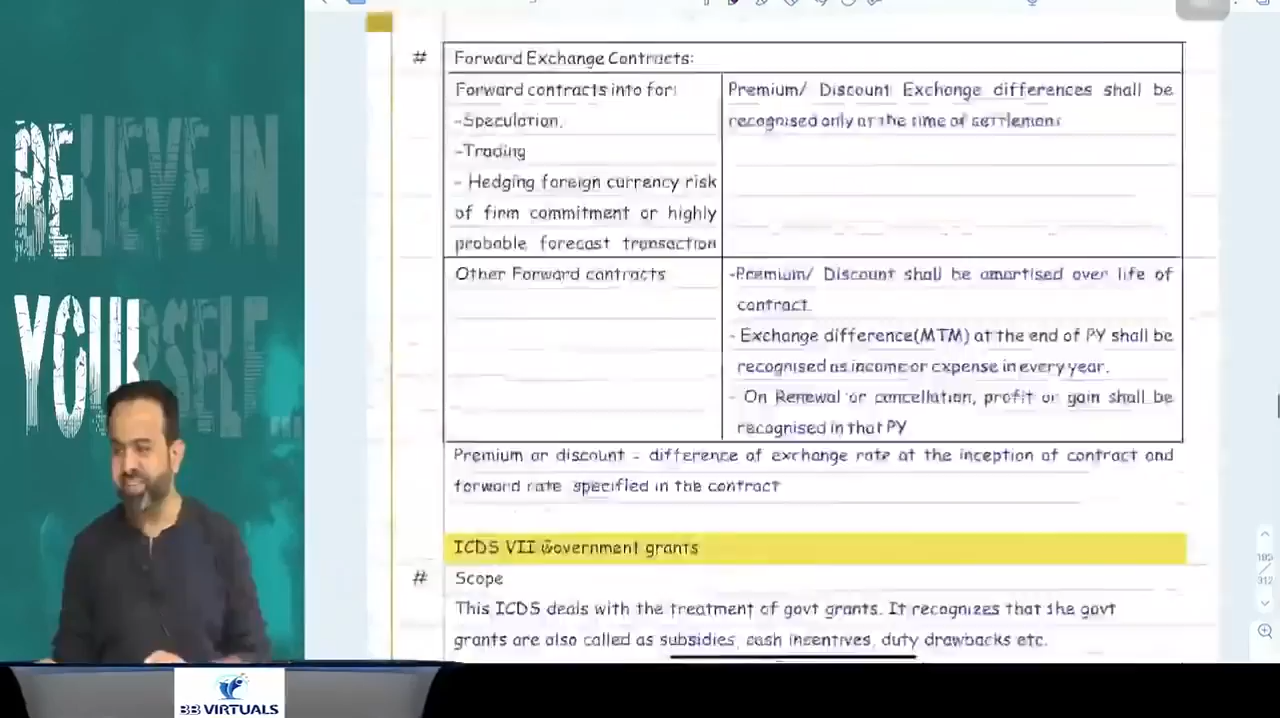 BELIEVE IN
YOURSELF
# Forward Exchange Contracts:
Forward contracts into for:
-Speculation,
-Trading
- Hedging foreign currency risk
of firm commitment or highly
probable forecast transaction
Premium/ Discount Exchange differences shall be
recognised only at the time of settlement
Other Forward contracts
-Premium/ Discount shall be amortised over life of
contract
- Exchange difference(MTM) at the end of PY shall be
recognised as income or expense in every year.
- On Renewal or cancellation, profit or gain shall be
recognised in that PY
Premium or discount - difference of exchange rate at the inception of contract and
forward rate specified in the contract
ICDS VII Government grants
# Scope
This ICDS deals with the treatment of govt grants. It recognizes that the govt
grants are also called as subsidies, cash incentives, duty drawbacks etc.
185
312
BB VIRTUALS